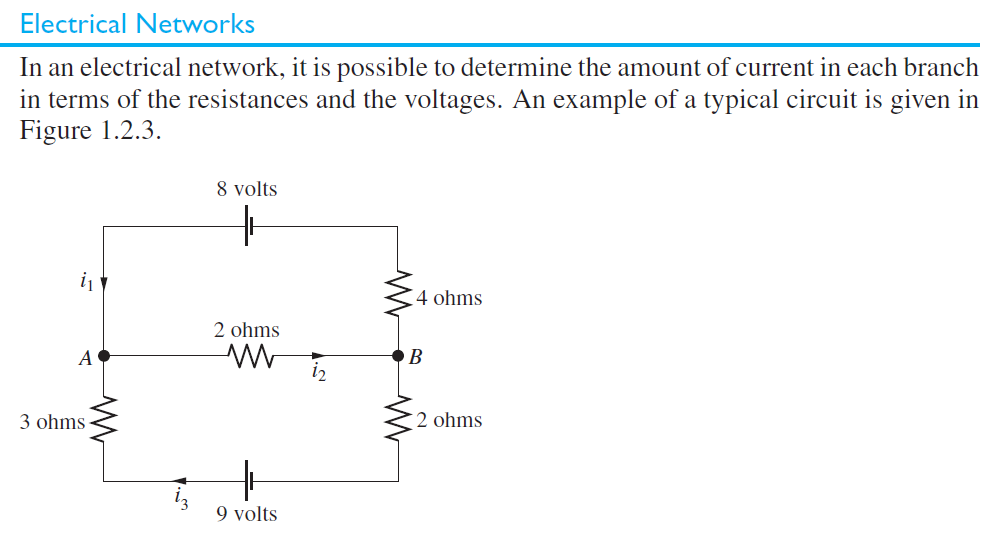 Electrical Networks
In an electrical network, it is possible to determine the amount of current in each branch
in terms of the resistances and the voltages. An example of a typical circuit is given in
Figure 1.2.3.
8 volts
i₁
4 ohms
2 ohms
A
B
i₂
3 ohms
2 ohms
i₃
9 volts